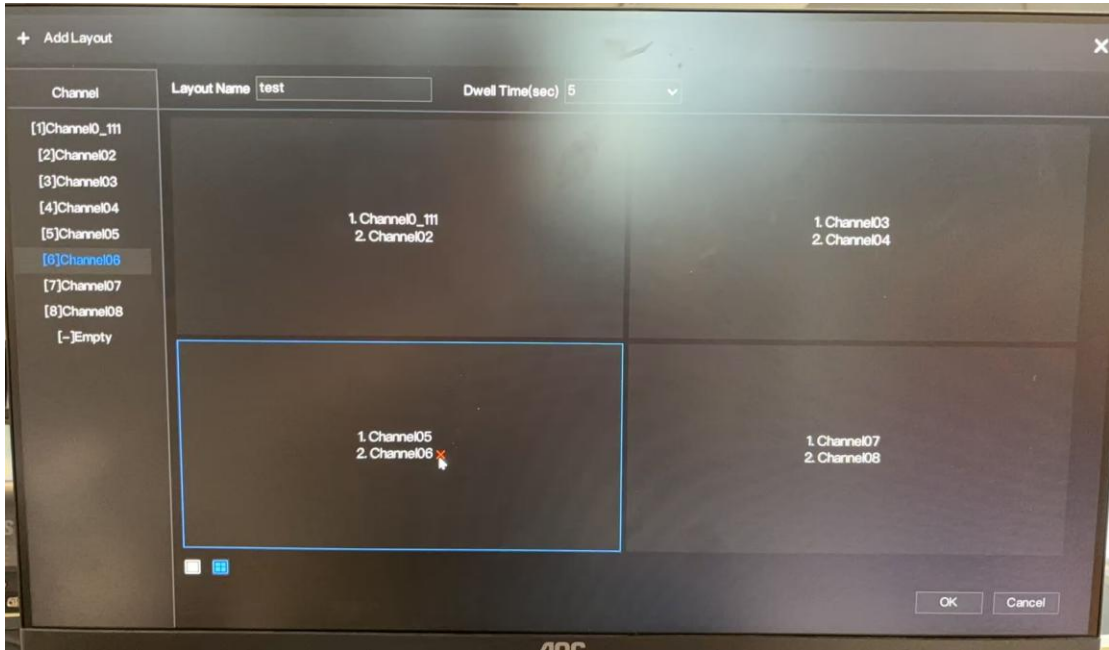 + Add Layout
×
Channel
Layout Name test
Dwell Time(sec) 5
[1]Channel0_111
[2]Channel02
[3]Channel03
[4]Channel04
[5]Channel05
[6]Channel06
[7]Channel07
[8]Channel08
[-]Empty
1. Channel0_111
2. Channel02
1. Channel03
2. Channel04
1. Channel05
2. Channel06 ×
1. Channel07
2. Channel08
OK
Cancel
AOC